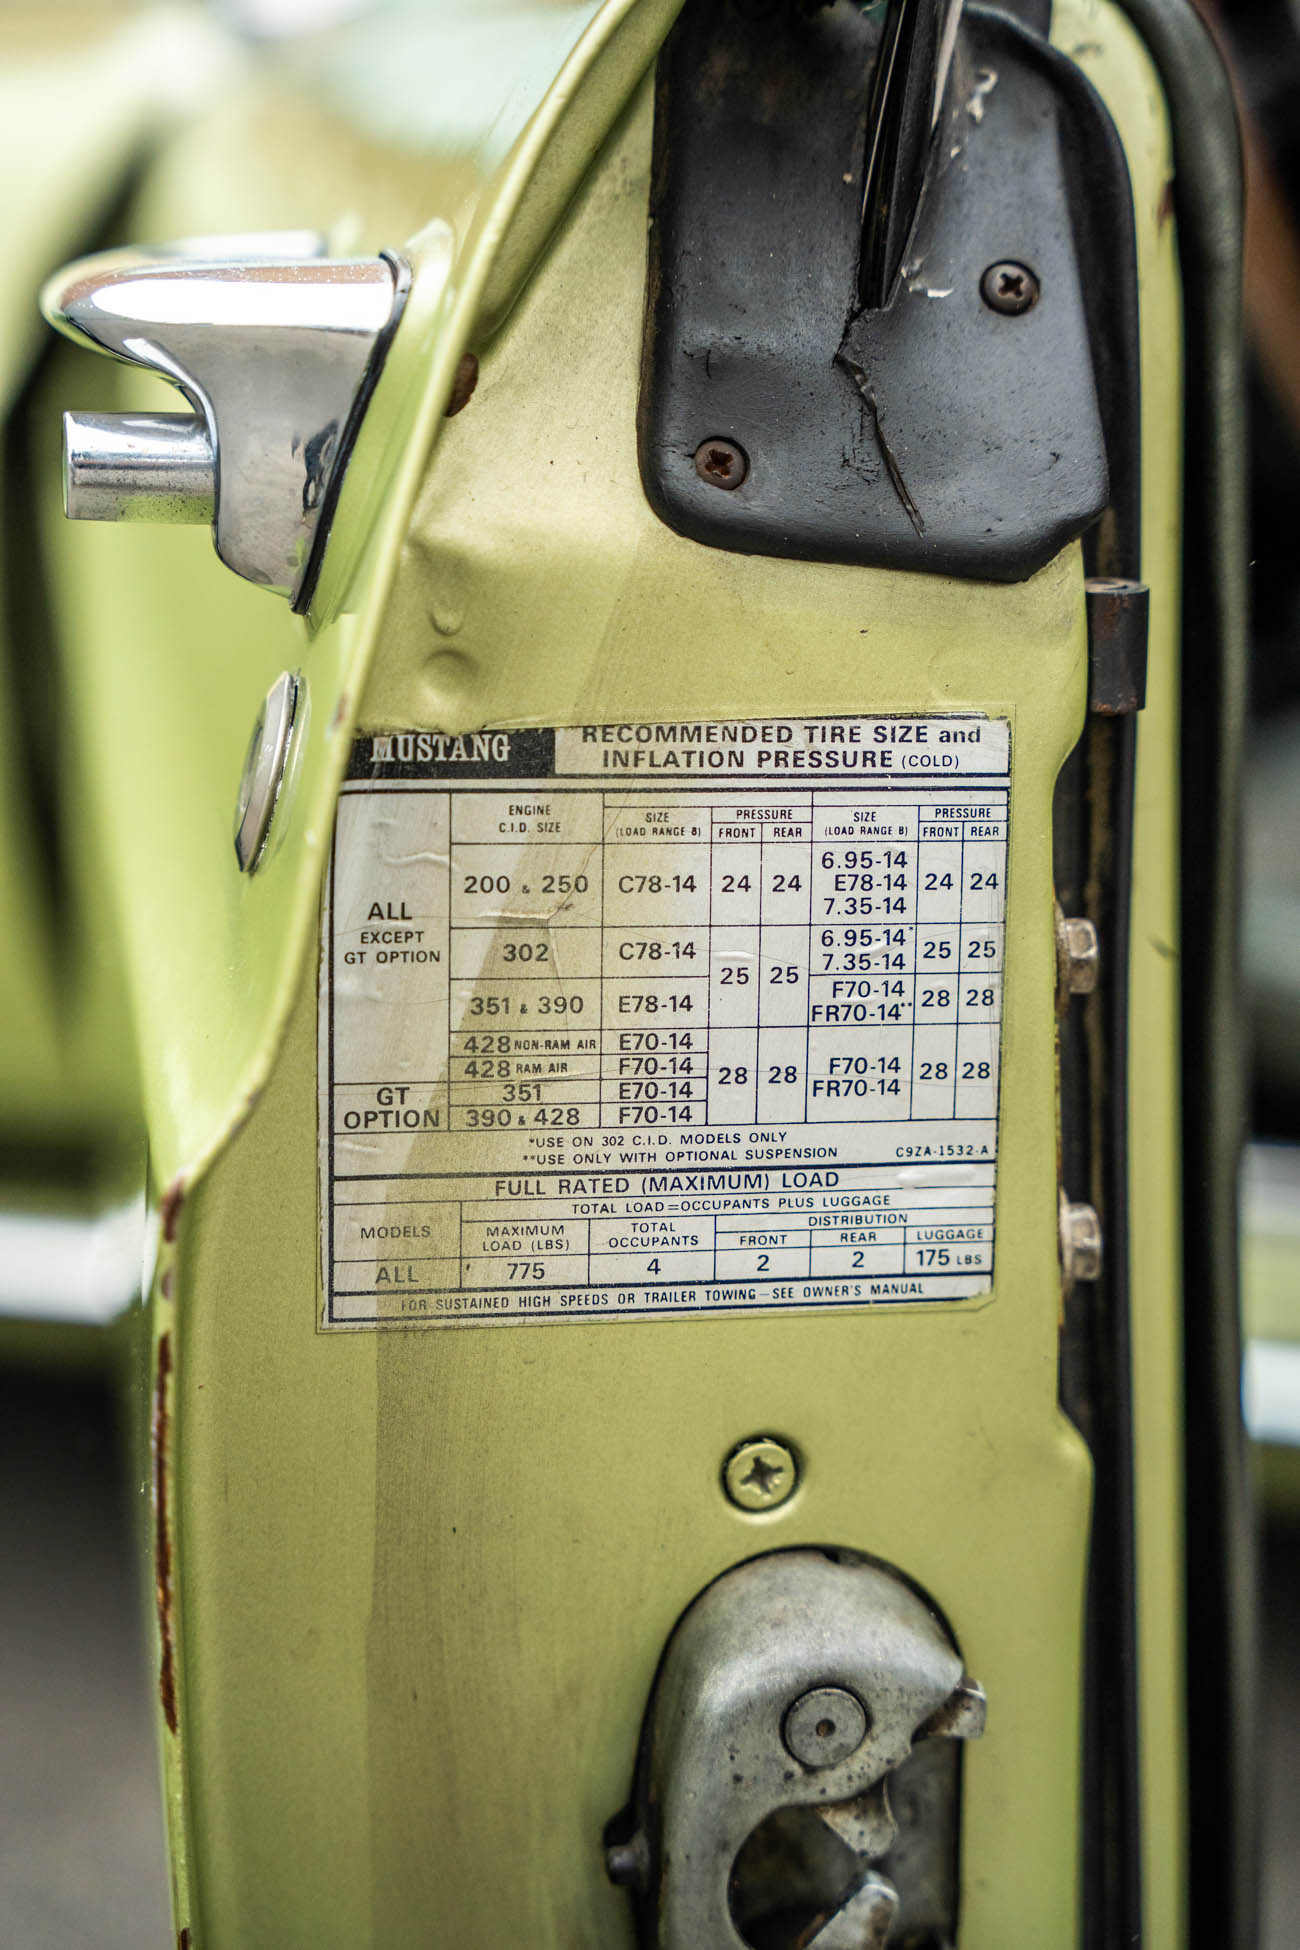 MUSTANG
RECOMMENDED TIRE SIZE and
INFLATION PRESSURE (COLD)
ENGINE
C.I.D. SIZE
SIZE
(LOAD RANGE B)
PRESSURE
FRONT REAR
SIZE
(LOAD RANGE B)
PRESSURE
FRONT REAR
ALL
EXCEPT
GT OPTION
200 & 250 C78-14 24 24
6.95-14
E78-14
7.35-14
24 24
302 C78-14
25 25
6.95-14*
7.35-14
25 25
351 & 390 E78-14
F70-14
FR70-14**
28 28
428 NON-RAM AIR E70-14
428 RAM AIR F70-14
28 28
F70-14
FR70-14
28 28
GT
OPTION
351 E70-14
390 & 428 F70-14
*USE ON 302 C.I.D. MODELS ONLY
**USE ONLY WITH OPTIONAL SUSPENSION
C9ZA-1532-A
FULL RATED (MAXIMUM) LOAD
TOTAL LOAD=OCCUPANTS PLUS LUGGAGE
MODELS
MAXIMUM
LOAD (LBS)
TOTAL
OCCUPANTS
DISTRIBUTION
FRONT REAR LUGGAGE
ALL 775 4 2 2 175 LBS
FOR SUSTAINED HIGH SPEEDS OR TRAILER TOWING—SEE OWNER'S MANUAL